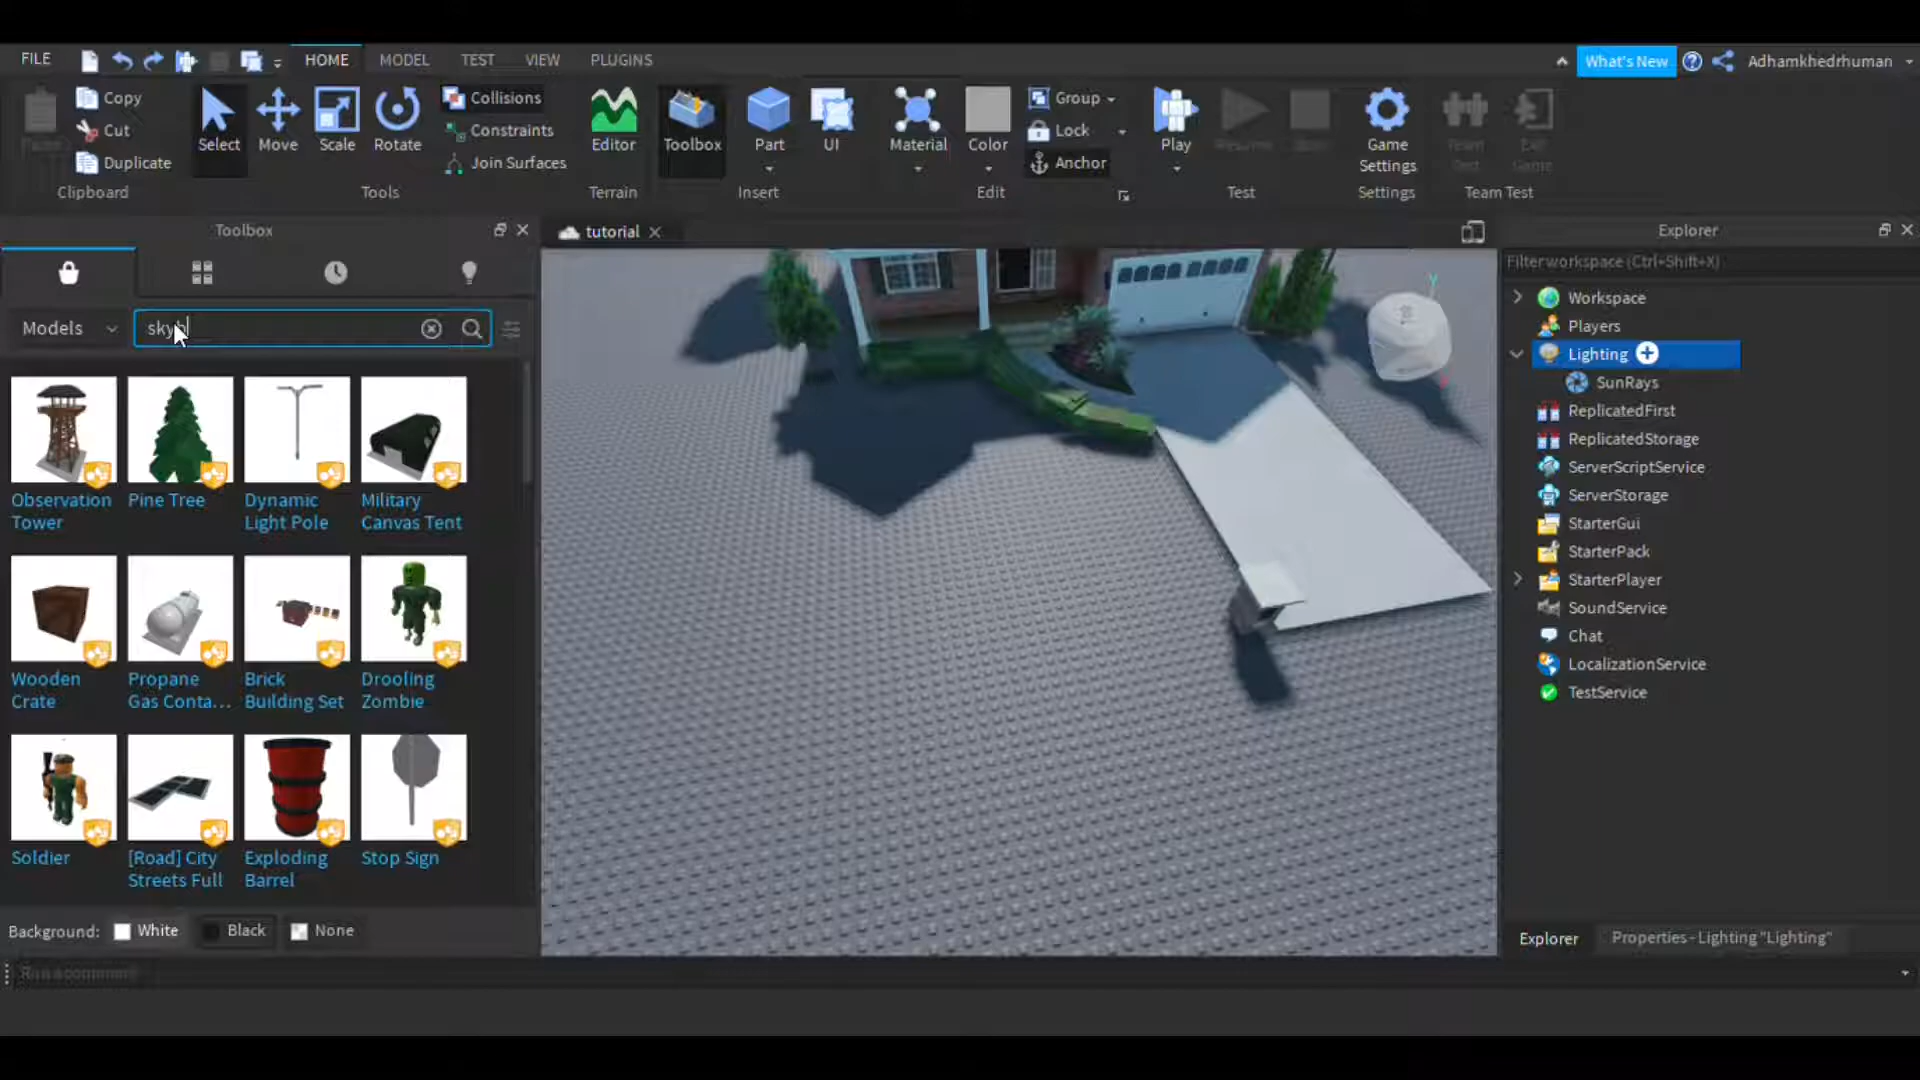 FILE HOME MODEL TEST VIEW PLUGINS What's New Adhamkhedrhuman
Copy
Cut
Duplicate
Clipboard
Select Move Scale Rotate
Collisions
Constraints
Join Surfaces
Tools
Editor
Terrain
Toolbox Part UI
Insert
Material Color
Group
Lock
Anchor
Edit
Play
Test
Game
Settings
Settings
Team Test
Toolbox
tutorial
Explorer
Models
Filter workspace (Ctrl+Shift+X)
Observation
Tower
Pine Tree
Dynamic
Light Pole
Military
Canvas Tent
Wooden
Crate
Propane
Gas Conta...
Brick
Building Set
Drooling
Zombie
Soldier
[Road] City
Streets Full
Exploding
Barrel
Stop Sign
Background: White Black None
Run a command
Workspace
Players
Lighting
SunRays
ReplicatedFirst
ReplicatedStorage
ServerScriptService
ServerStorage
StarterGui
StarterPack
StarterPlayer
SoundService
Chat
LocalizationService
TestService
Explorer Properties - Lighting "Lighting"